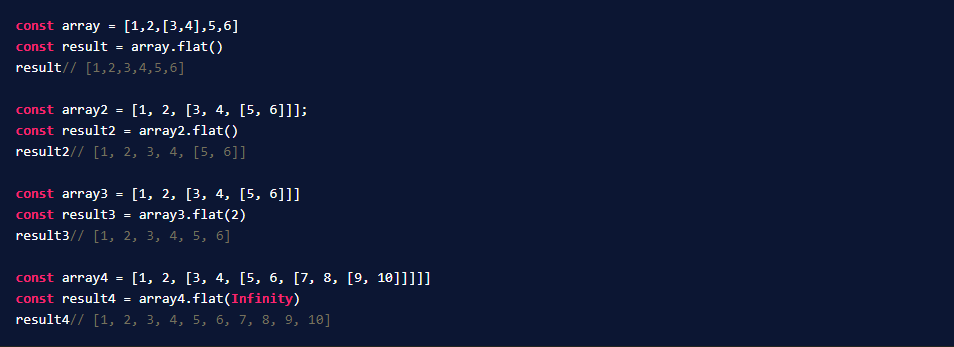 const array = [1,2,[3,4],5,6]
const result = array.flat()
result// [1,2,3,4,5,6]
const array2 = [1, 2, [3, 4, [5, 6]]];
const result2 = array2.flat()
result2// [1, 2, 3, 4, [5, 6]]
const array3 = [1, 2, [3, 4, [5, 6]]]
const result3 = array3.flat(2)
result3// [1, 2, 3, 4, 5, 6]
const array4 = [1, 2, [3, 4, [5, 6, [7, 8, [9, 10]]]]]
const result4 = array4.flat(Infinity)
result4// [1, 2, 3, 4, 5, 6, 7, 8, 9, 10]